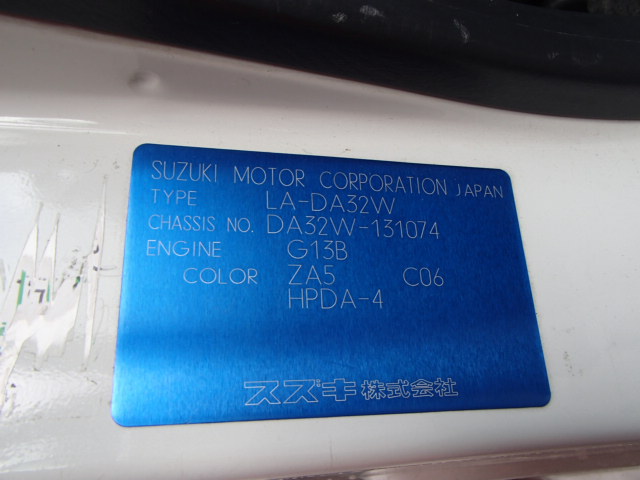 SUZUKI MOTOR CORPORATION JAPAN
TYPE LA-DA32W
CHASSIS NO. DA32W-131074
ENGINE G13B
COLOR ZA5 C06
HPDA-4
スズキ株式会社